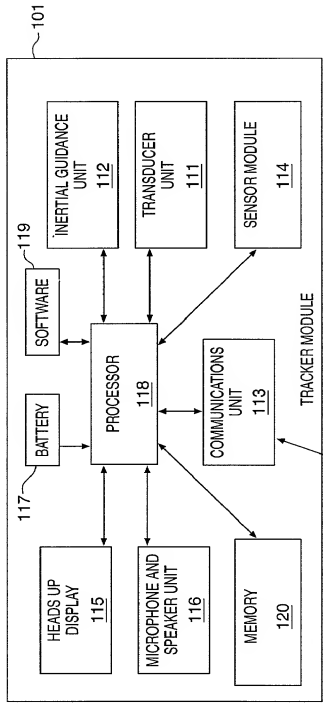 101
119
117
BATTERY
SOFTWARE
HEADS UP
DISPLAY
115
PROCESSOR
118
INERTIAL GUIDANCE
UNIT
112
MICROPHONE AND
SPEAKER UNIT
116
TRANSDUCER
UNIT
111
MEMORY
120
COMMUNICATIONS
UNIT
113
SENSOR MODULE
114
TRACKER MODULE